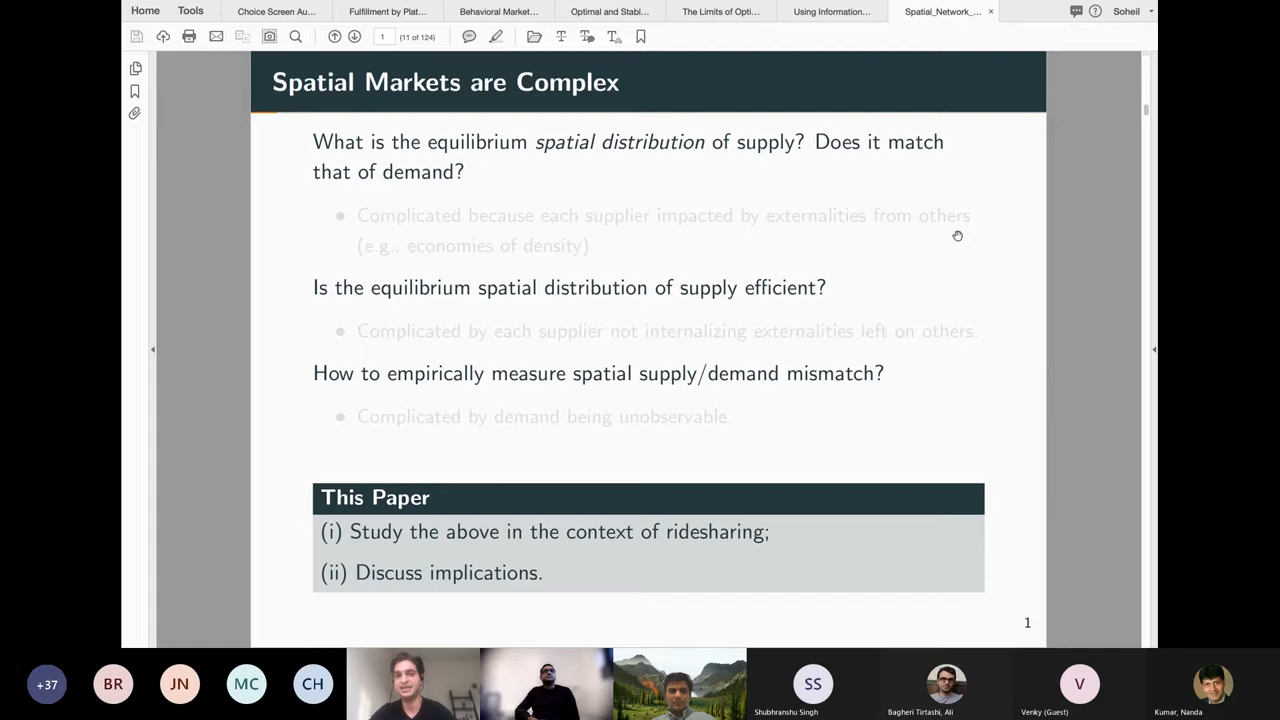 Home Tools Choice Screen Au... Fulfillment by Plat... Behavioral Market... Optimal and Stabl... The Limits of Opti... Using Information... Spatial_Network_... × Soheil
1 (11 of 124)
Spatial Markets are Complex
What is the equilibrium spatial distribution of supply? Does it match
that of demand?
• Complicated because each supplier impacted by externalities from others
(e.g., economies of density).
Is the equilibrium spatial distribution of supply efficient?
• Complicated by each supplier not internalizing externalities left on others.
How to empirically measure spatial supply/demand mismatch?
• Complicated by demand being unobservable.
This Paper
(i) Study the above in the context of ridesharing;
(ii) Discuss implications.
1
+37 BR JN MC CH SS V
Shubhranshu Singh Bagheri Tirtashi, Ali Venky (Guest) Kumar, Nanda